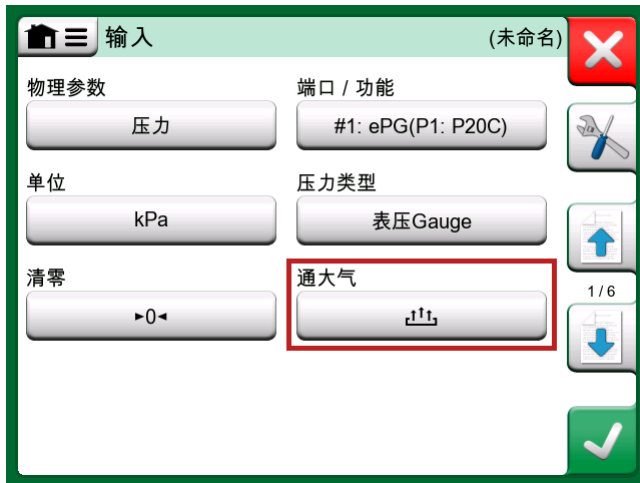 输入
(未命名)
物理参数
压力
端口 / 功能
#1: ePG(P1: P20C)
单位
kPa
压力类型
表压Gauge
清零
►0◄
通大气
1 / 6